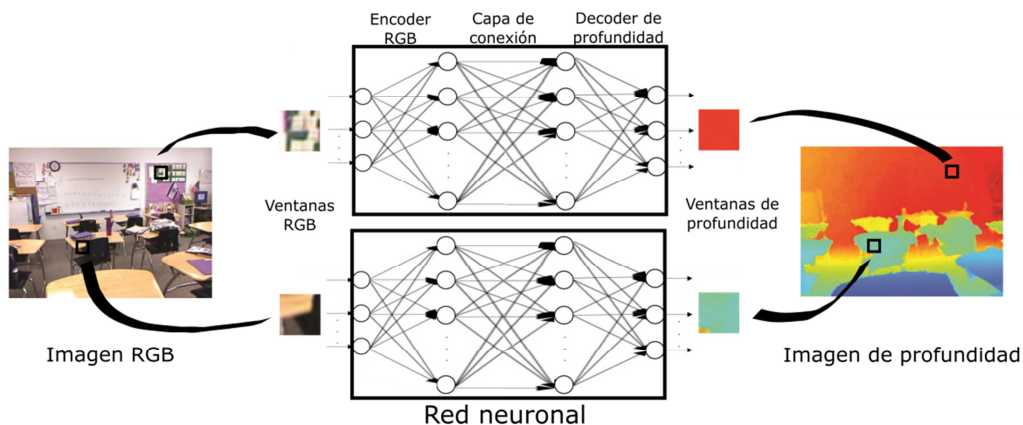 Encoder
RGB
Capa de
conexión
Decoder de
profundidad
Ventanas
RGB
Ventanas de
profundidad
Imagen RGB
Imagen de profundidad
Red neuronal